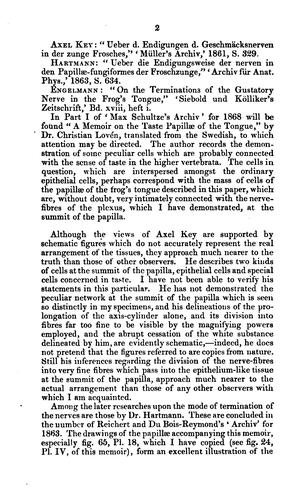 2
AXEL KEY: “Ueber d. Endigungen d. Geschmäcksnerven
in der zunge Frosches,” ‘Müller's Archiv,’ 1861, S. 329.
HARTMANN: “Ueber die Endigungsweise der nerven in
den Papillæ-fungiformes der Froschzunge,” ‘Archiv für Anat.
Phys.,’ 1863, S. 634.
ENGELMANN: “On the Terminations of the Gustatory
Nerve in the Frog's Tongue,” ‘Siebold und Kölliker's
Zeitschrift,’ Bd. xviii, heft i.
In Part I of ‘Max Schultze's Archiv’ for 1868 will be
found “A Memoir on the Taste Papillæ of the Tongue,” by
Dr. Christian Lovén, translated from the Swedish, to which
attention may be directed. The author records the demon-
stration of some peculiar cells which are probably connected
with the sense of taste in the higher vertebrata. The cells in
question, which are interspersed amongst the ordinary
epithelial cells, perhaps correspond with the mass of cells of
the papillæ of the frog's tongue described in this paper, which
are, without doubt, very intimately connected with the nerve-
fibres of the plexus, which I have demonstrated, at the
summit of the papilla.
Although the views of Axel Key are supported by
schematic figures which do not accurately represent the real
arrangement of the tissues, they approach much nearer to the
truth than those of other observers. He describes two kinds
of cells at the summit of the papilla, epithelial cells and special
cells concerned in taste. I have not been able to verify his
statements in this particular. He has not demonstrated the
peculiar network at the summit of the papilla which is seen
so distinctly in my specimens, and his delineations of the pro-
longation of the axis-cylinder alone, and its division into
fibres far too fine to be visible by the magnifying powers
employed, and the abrupt cessation of the white substance
delineated by him, are evidently schematic,—indeed, he does
not pretend that the figures referred to are copies from nature.
Still his inferences regarding the division of the nerve-fibres
into very fine fibres which pass into the epithelium-like tissue
at the summit of the papilla, approach much nearer to the
actual arrangement than those of any other observers with
which I am acquainted.
Among the later researches upon the mode of termination of
the nerves are those by Dr. Hartmann. These are concluded in
the number of Reichert and Du Bois-Reymond's ‘Archiv’ for
1863. The drawings of the papillæ accompanying this memoir,
especially fig. 65, Pl. 18, which I have copied (see fig. 24,
Pl. IV, of this memoir), form an excellent illustration of the